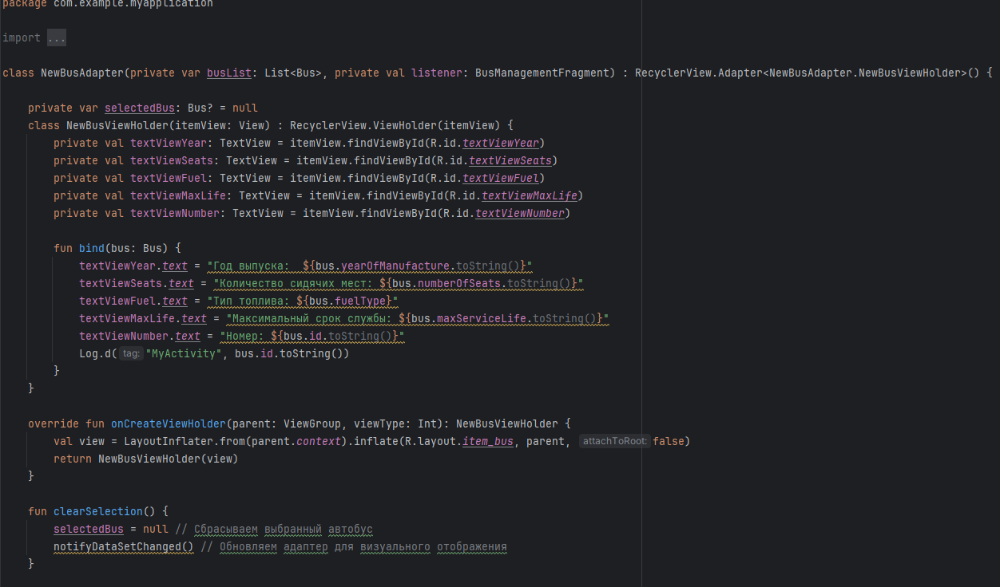 package com.example.myapplication
import ...
class NewBusAdapter(private var busList: List<Bus>, private val listener: BusManagementFragment) : RecyclerView.Adapter<NewBusAdapter.NewBusViewHolder>() {
private var selectedBus: Bus? = null
class NewBusViewHolder(itemView: View) : RecyclerView.ViewHolder(itemView) {
private val textViewYear: TextView = itemView.findViewById(R.id.textViewYear)
private val textViewSeats: TextView = itemView.findViewById(R.id.textViewSeats)
private val textViewFuel: TextView = itemView.findViewById(R.id.textViewFuel)
private val textViewMaxLife: TextView = itemView.findViewById(R.id.textViewMaxLife)
private val textViewNumber: TextView = itemView.findViewById(R.id.textViewNumber)
fun bind(bus: Bus) {
textViewYear.text = "Год выпуска:  ${bus.yearOfManufacture.toString()}"
textViewSeats.text = "Количество сидячих мест: ${bus.numberOfSeats.toString()}"
textViewFuel.text = "Тип топлива: ${bus.fuelType}"
textViewMaxLife.text = "Максимальный срок службы: ${bus.maxServiceLife.toString()}"
textViewNumber.text = "Номер: ${bus.id.toString()}"
Log.d( tag: "MyActivity", bus.id.toString())
}
}
override fun onCreateViewHolder(parent: ViewGroup, viewType: Int): NewBusViewHolder {
val view = LayoutInflater.from(parent.context).inflate(R.layout.item_bus, parent, attachToRoot: false)
return NewBusViewHolder(view)
}
fun clearSelection() {
selectedBus = null // Сбрасываем выбранный автобус
notifyDataSetChanged() // Обновляем адаптер для визуального отображения
}